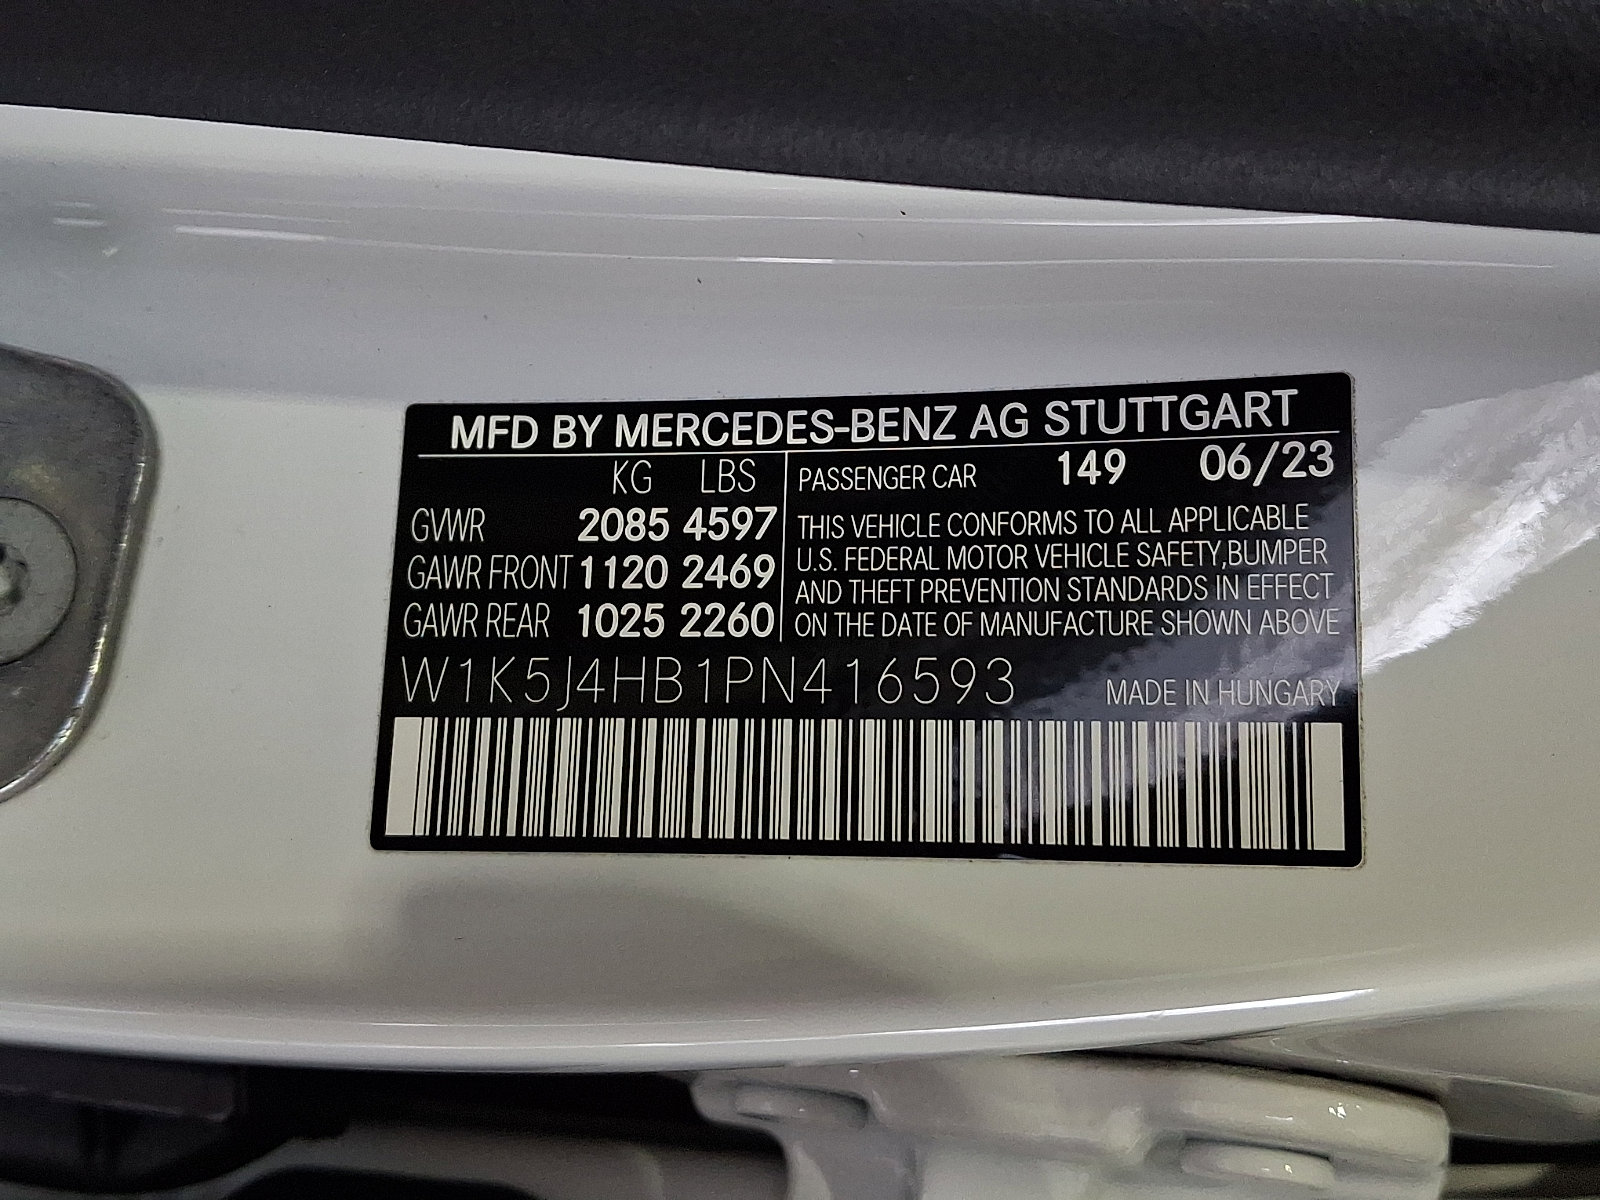 MFD BY MERCEDES-BENZ AG STUTTGART
KG LBS
GVWR 2085 4597
GAWR FRONT 1120 2469
GAWR REAR 1025 2260
PASSENGER CAR 149 06/23
THIS VEHICLE CONFORMS TO ALL APPLICABLE
U.S. FEDERAL MOTOR VEHICLE SAFETY,BUMPER
AND THEFT PREVENTION STANDARDS IN EFFECT
ON THE DATE OF MANUFACTURE SHOWN ABOVE
W1K5J4HB1PN416593
MADE IN HUNGARY